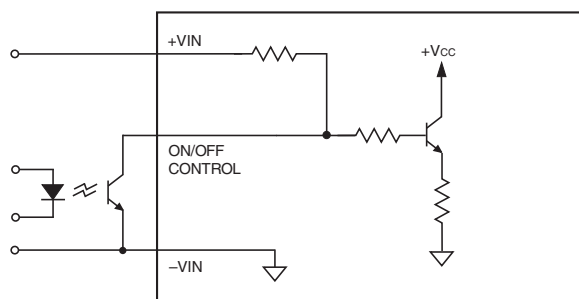 +VIN
+Vcc
ON/OFF
CONTROL
–VIN